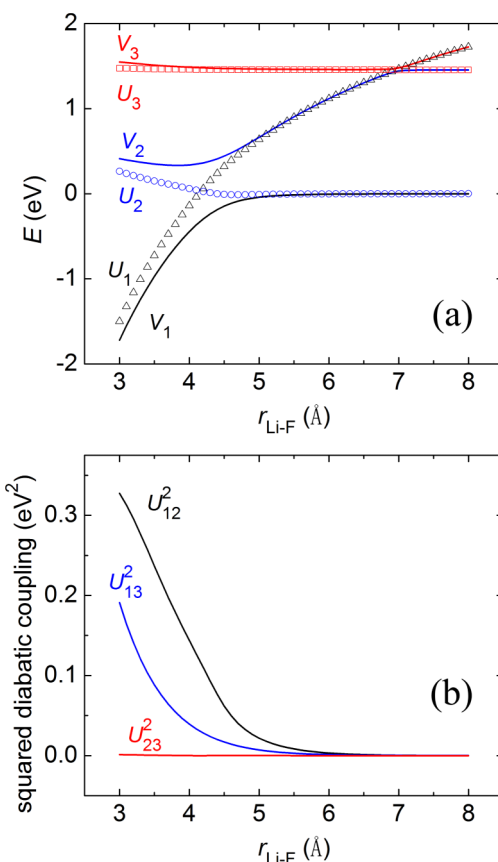 2
1
0
-1
-2
E (eV)
V₃
U₃
V₂
U₂
U₁
V₁
(a)
3 4 5 6 7 8
r_Li-F (Å)
0.3
0.2
0.1
0.0
squared diabatic coupling (eV²)
U²₁₂
U²₁₃
U²₂₃
(b)
3 4 5 6 7 8
r_Li-F (Å)